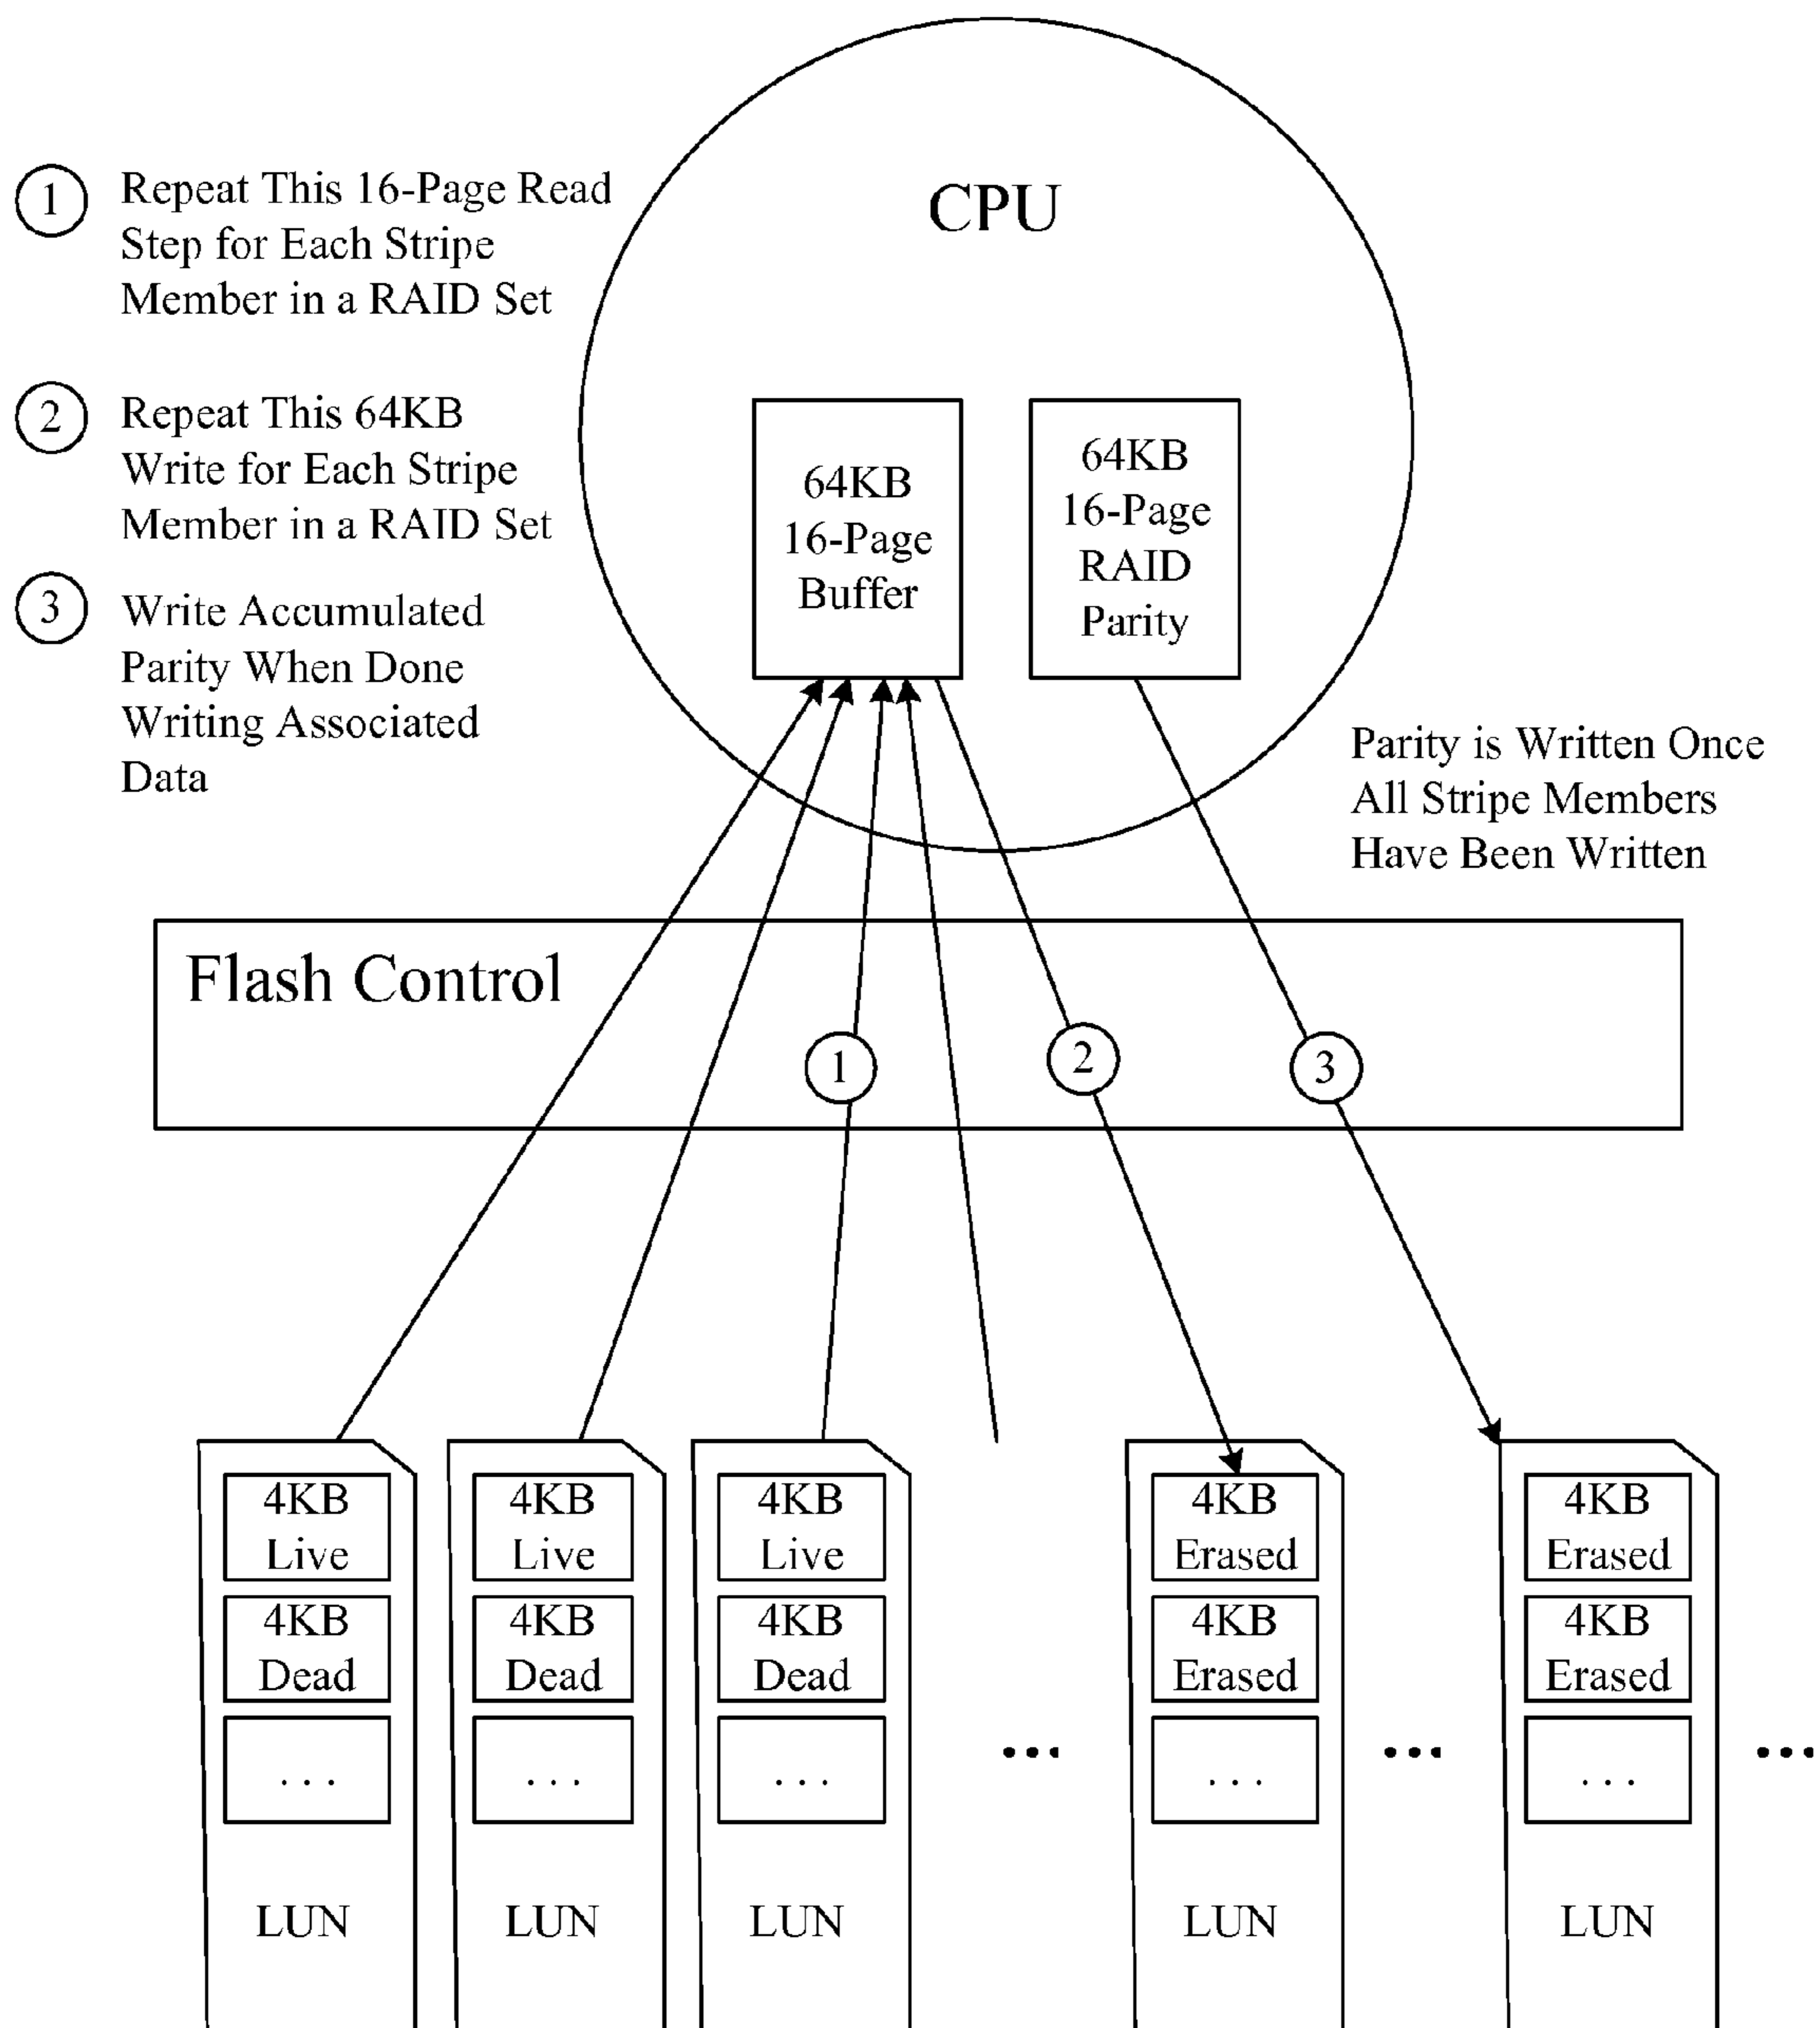 1
Repeat This 16-Page Read
Step for Each Stripe
Member in a RAID Set
2
Repeat This 64KB
Write for Each Stripe
Member in a RAID Set
3
Write Accumulated
Parity When Done
Writing Associated
Data
CPU
64KB
16-Page
Buffer
64KB
16-Page
RAID
Parity
Parity is Written Once
All Stripe Members
Have Been Written
Flash Control
1
2
3
4KB
Live
4KB
Dead
...
LUN
4KB
Live
4KB
Dead
...
LUN
4KB
Live
4KB
Dead
...
LUN
...
4KB
Erased
4KB
Erased
...
LUN
...
4KB
Erased
4KB
Erased
...
LUN
...